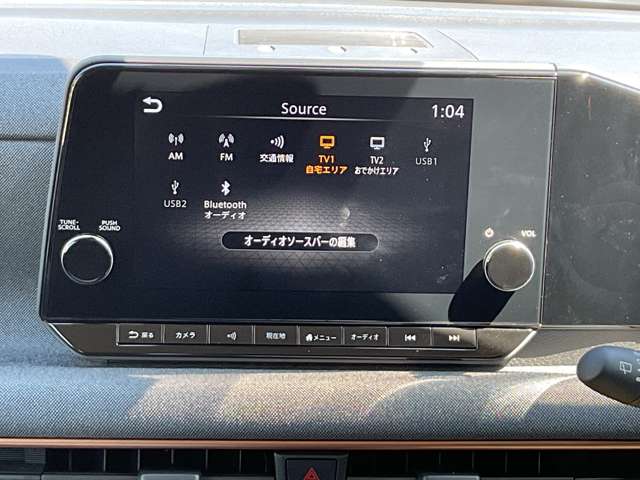 Source
1:04
AM
FM
交通情報
TV1
自宅エリア
TV2
おでかけエリア
USB1
USB2
Bluetooth
オーディオ
オーディオソースバーの編集
TUNE・
SCROLL
PUSH
SOUND
VOL
戻る
カメラ
現在地
メニュー
オーディオ